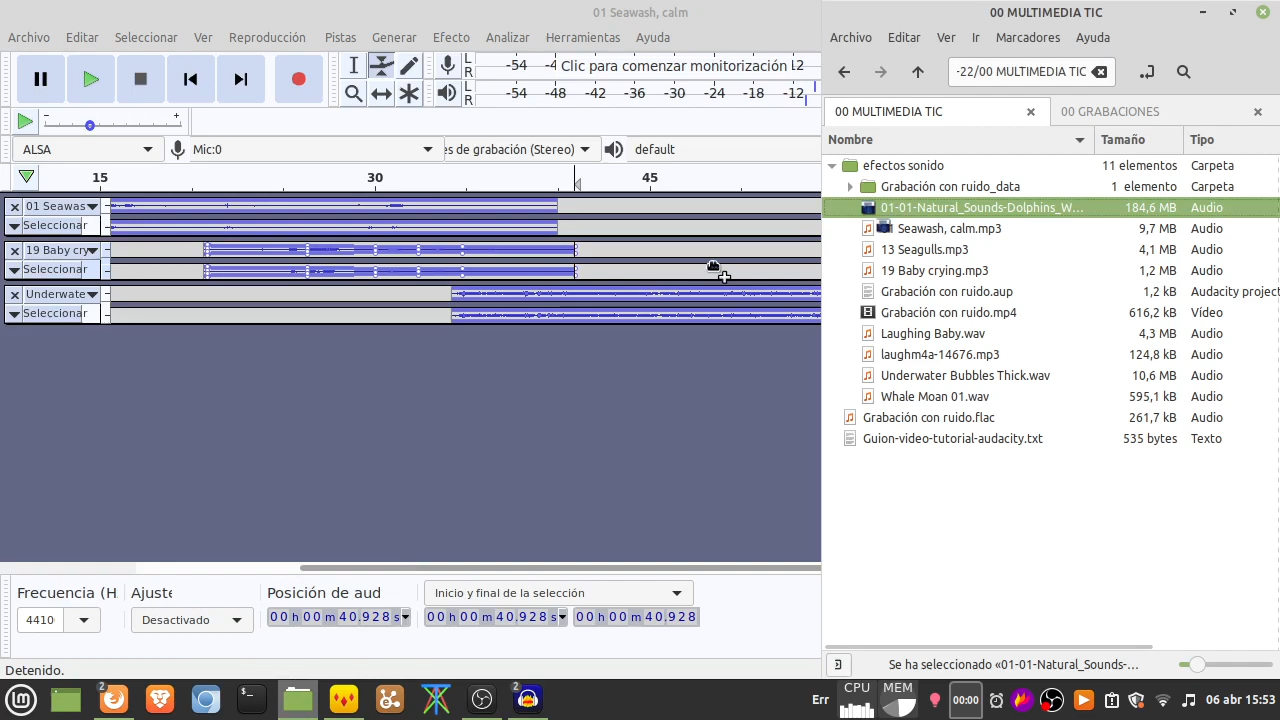 01 Seawash, calm
Archivo Editar Seleccionar Ver Reproducción Pistas Generar Efecto Analizar Herramientas Ayuda
L
R
-54 -4 Clic para comenzar monitorización 12
L
R
-54 -48 -42 -36 -30 -24 -18 -12
- +
ALSA Mic:0 es de grabación (Stereo) default
15 30 45
01 Seawas
Seleccionar
19 Baby cry
Seleccionar
Underwate
Seleccionar
Frecuencia (H Ajuste Posición de aud Inicio y final de la selección
4410 Desactivado 00 h 00 m 40.928 s 00 h 00 m 40.928 s 00 h 00 m 40.928
Detenido.
00 MULTIMEDIA TIC
Archivo Editar Ver Ir Marcadores Ayuda
-22/00 MULTIMEDIA TIC
00 MULTIMEDIA TIC 00 GRABACIONES
Nombre Tamaño Tipo
efectos sonido 11 elementos Carpeta
Grabación con ruido_data 1 elemento Carpeta
01-01-Natural_Sounds-Dolphins_W... 184,6 MB Audio
Seawash, calm.mp3 9,7 MB Audio
13 Seagulls.mp3 4,1 MB Audio
19 Baby crying.mp3 1,2 MB Audio
Grabación con ruido.aup 1,2 kB Audacity project
Grabación con ruido.mp4 616,2 kB Vídeo
Laughing Baby.wav 4,3 MB Audio
laughm4a-14676.mp3 124,8 kB Audio
Underwater Bubbles Thick.wav 10,6 MB Audio
Whale Moan 01.wav 595,1 kB Audio
Grabación con ruido.flac 261,7 kB Audio
Guion-video-tutorial-audacity.txt 535 bytes Texto
Se ha seleccionado «01-01-Natural_Sounds-...
2 2 Err CPU MEM 00:00 06 abr 15:53